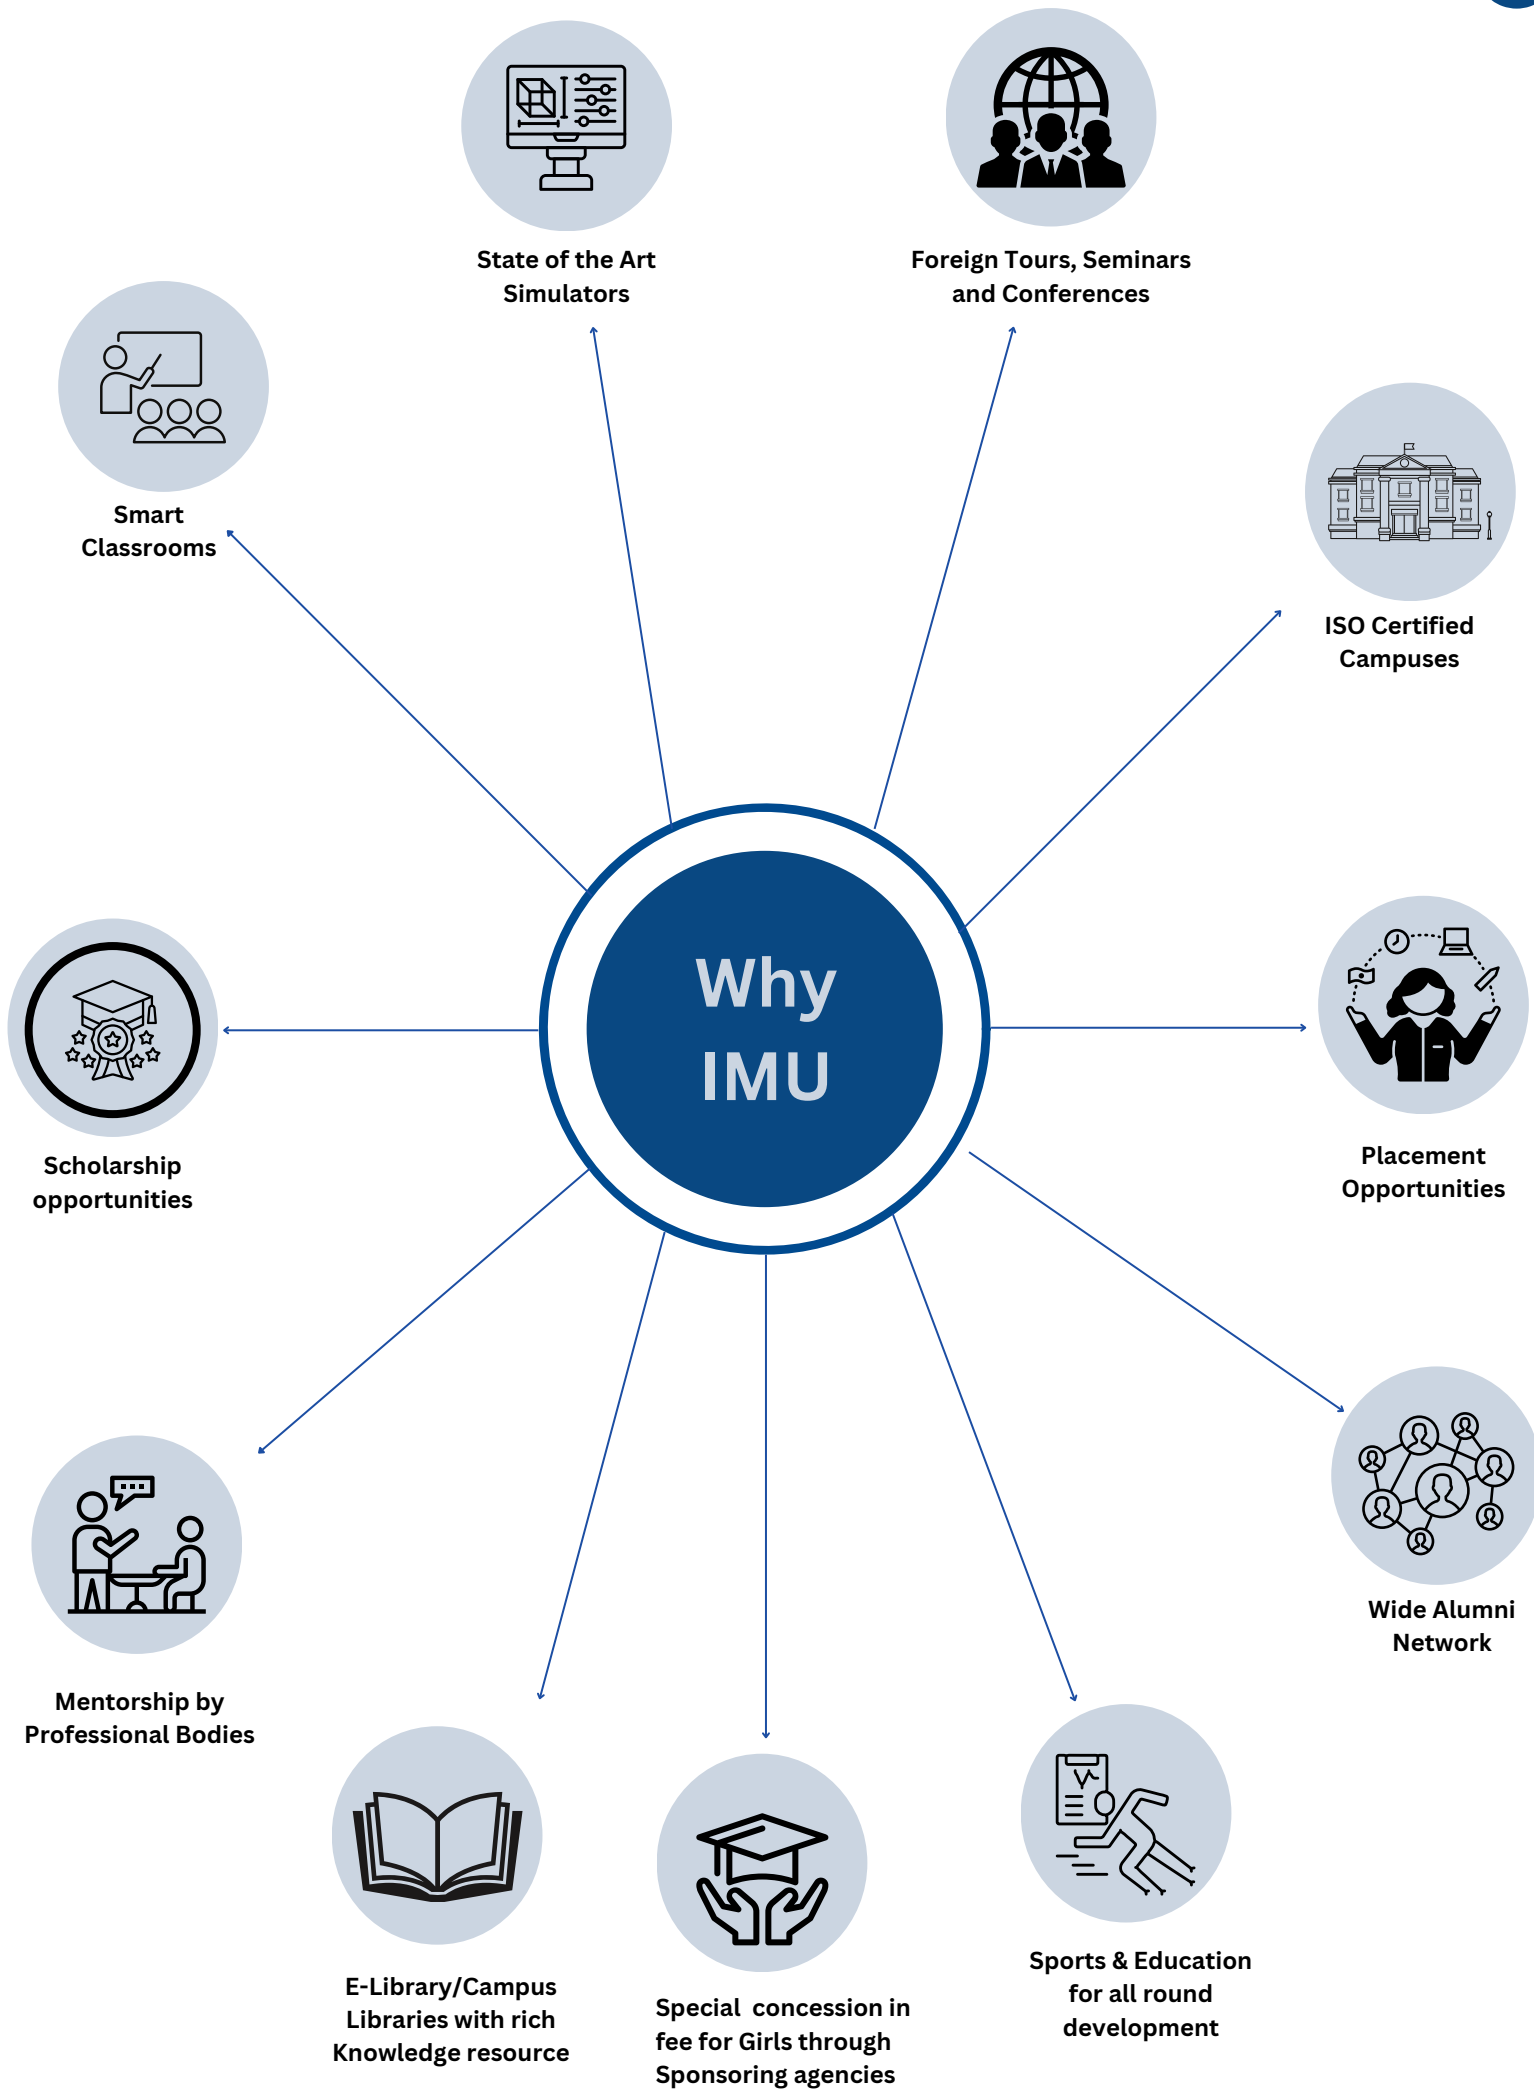 State of the Art
Simulators
Foreign Tours, Seminars
and Conferences
Smart
Classrooms
ISO Certified
Campuses
Why
IMU
Scholarship
opportunities
Placement
Opportunities
Wide Alumni
Network
Mentorship by
Professional Bodies
E-Library/Campus
Libraries with rich
Knowledge resource
Special  concession in
fee for Girls through
Sponsoring agencies
Sports & Education
for all round
development